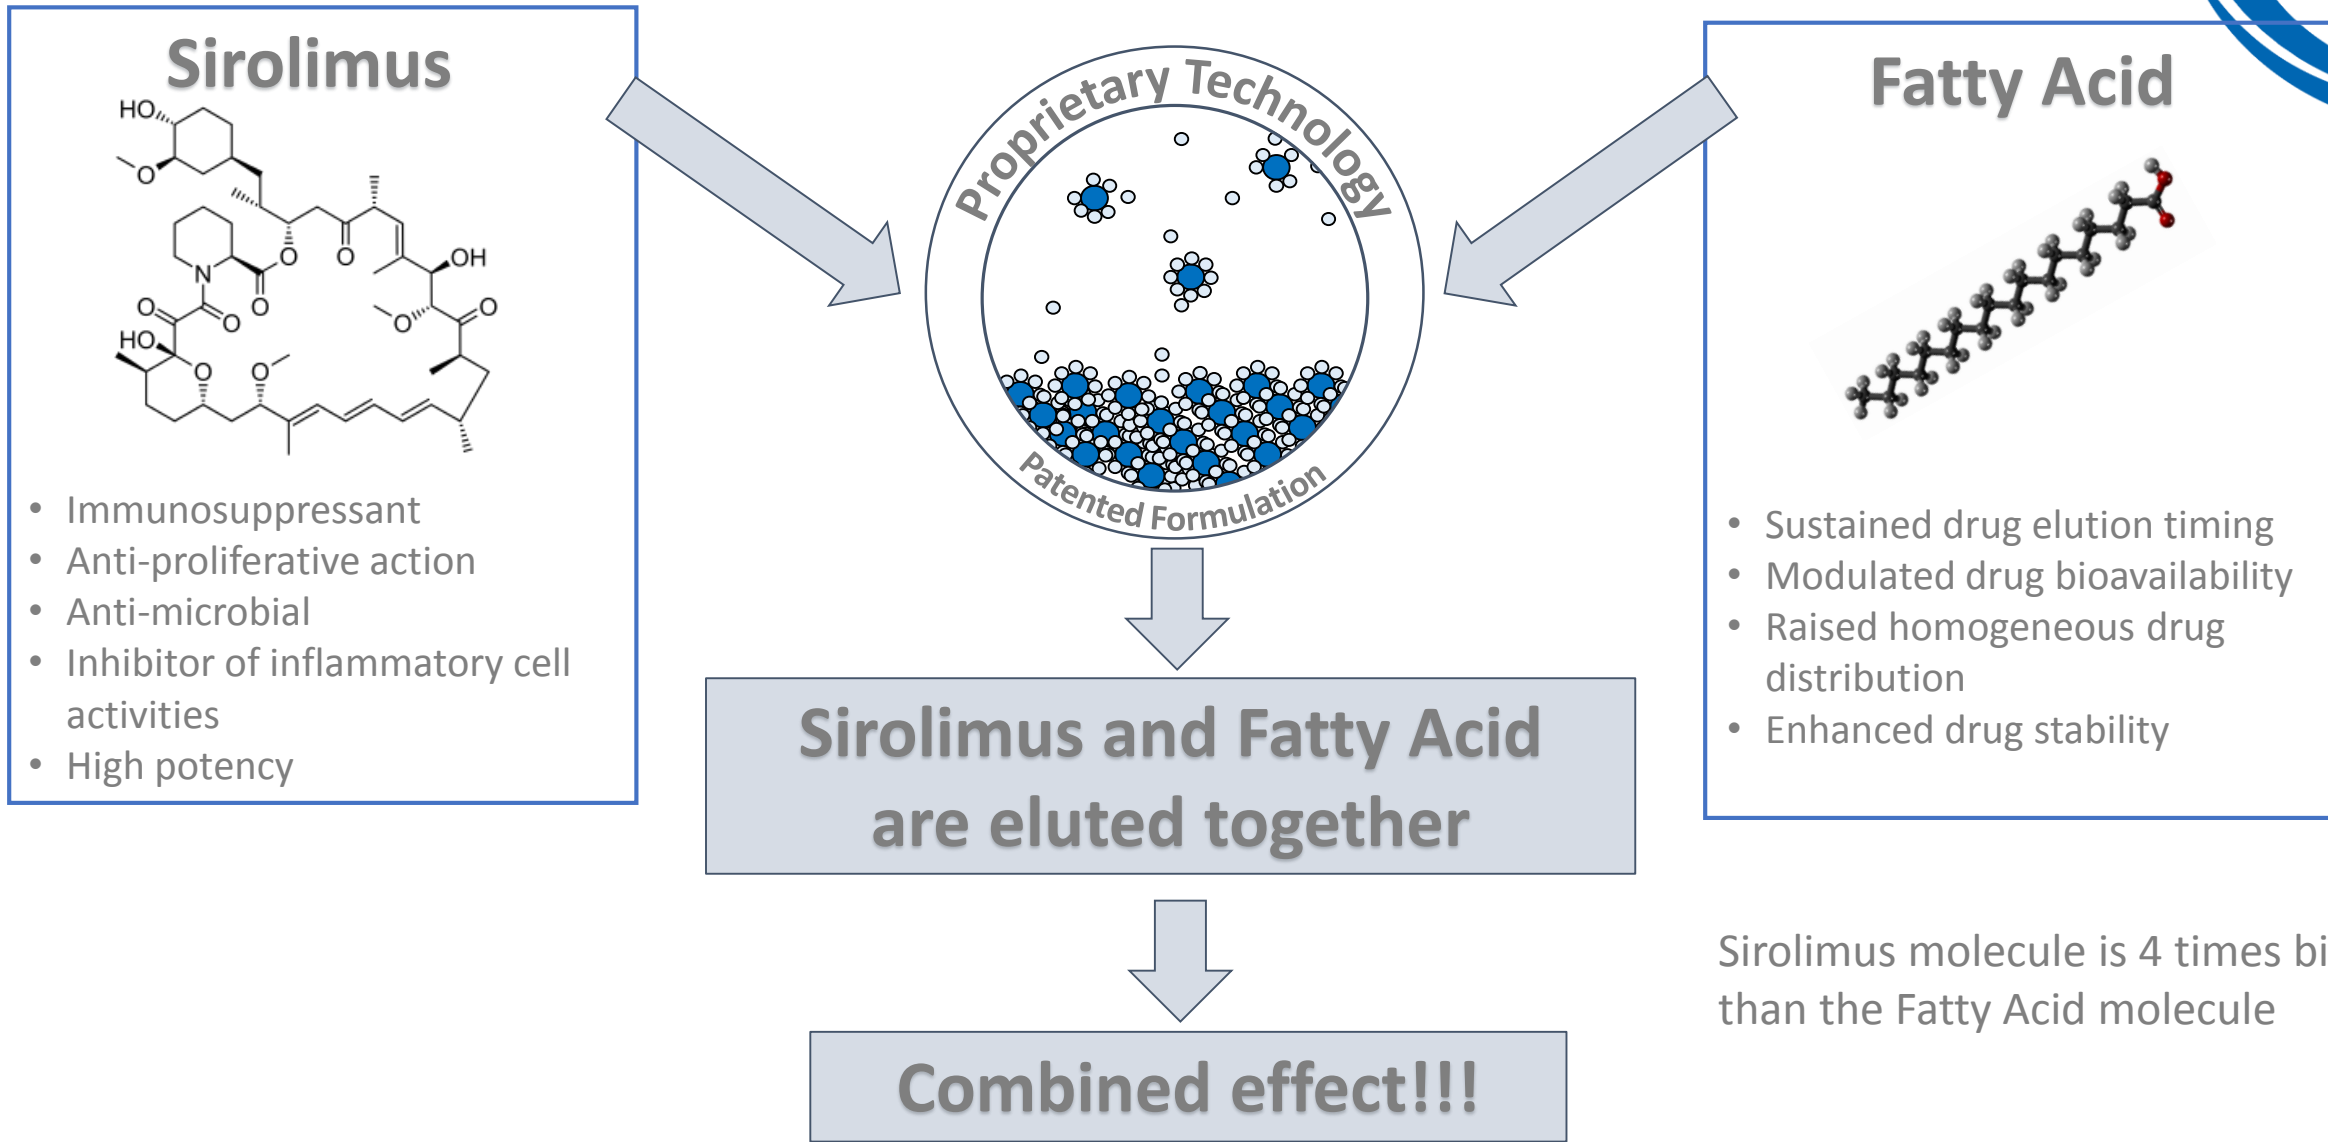 Sirolimus
HO
O
O
O
N
O
O
O
O
HO
O
O
OH
O
O
• Immunosuppressant
• Anti-proliferative action
• Anti-microbial
• Inhibitor of inflammatory cell
activities
• High potency
Proprietary Technology
Patented Formulation
Fatty Acid
• Sustained drug elution timing
• Modulated drug bioavailability
• Raised homogeneous drug
distribution
• Enhanced drug stability
Sirolimus and Fatty Acid
are eluted together
Sirolimus molecule is 4 times bi
than the Fatty Acid molecule
Combined effect!!!